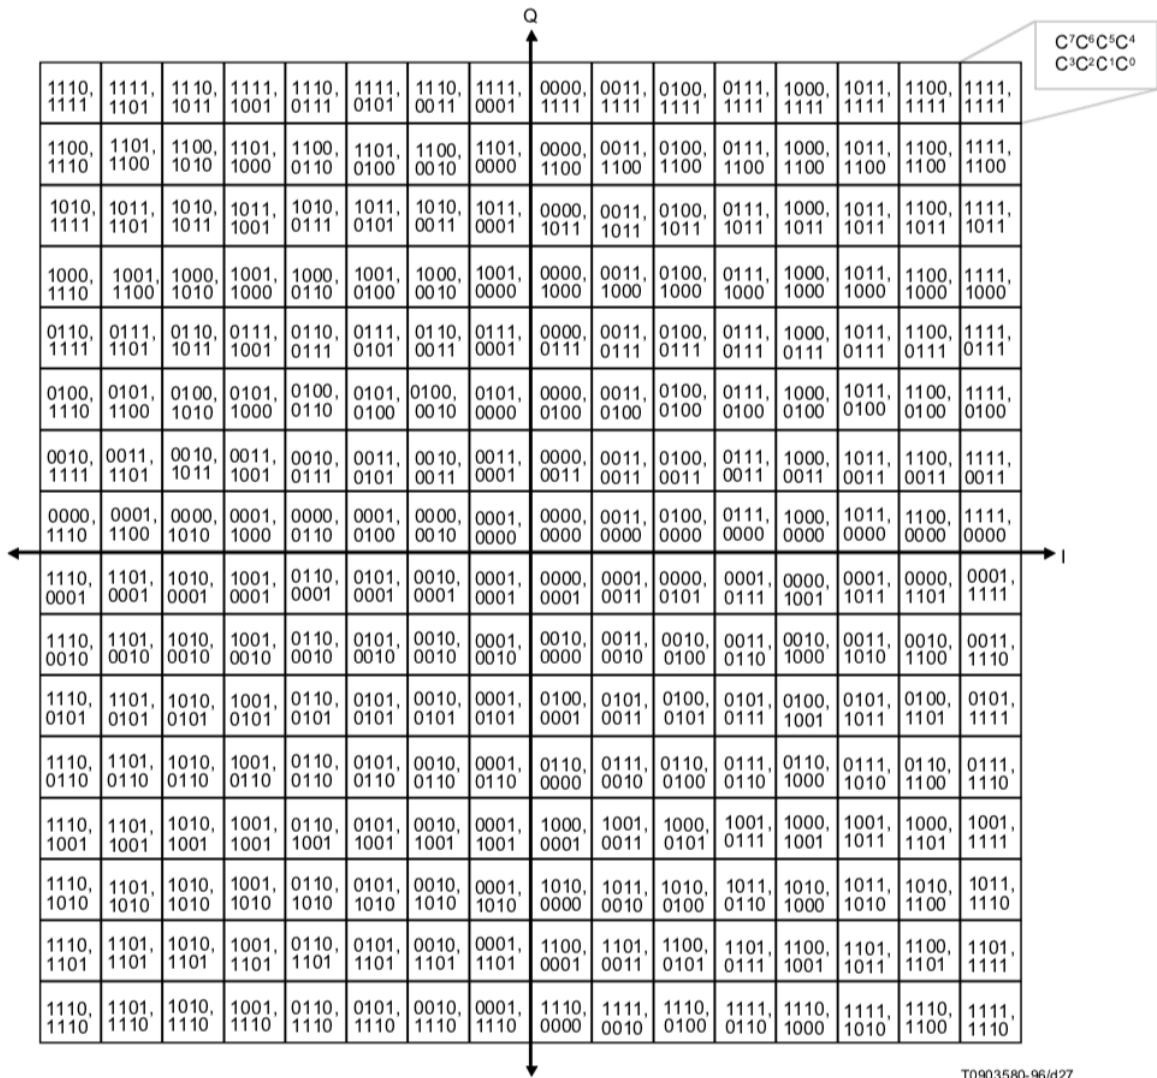 Q
C⁷C⁶C⁵C⁴
C³C²C¹C⁰
1110, 1111, 1110, 1111, 1110, 1111, 1110, 1111, 0000, 0011, 0100, 0111, 1000, 1011, 1100, 1111,
1111 1101 1011 1001 0111 0101 0011 0001 1111 1111 1111 1111 1111 1111 1111 1111
1100, 1101, 1100, 1101, 1100, 1101, 1100, 1101, 0000, 0011, 0100, 0111, 1000, 1011, 1100, 1111,
1110 1100 1010 1000 0110 0100 0010 0000 1100 1100 1100 1100 1100 1100 1100 1100
1010, 1011, 1010, 1011, 1010, 1011, 1010, 1011, 0000, 0011, 0100, 0111, 1000, 1011, 1100, 1111,
1111 1101 1011 1001 0111 0101 0011 0001 1011 1011 1011 1011 1011 1011 1011 1011
1000, 1001, 1000, 1001, 1000, 1001, 1000, 1001, 0000, 0011, 0100, 0111, 1000, 1011, 1100, 1111,
1110 1100 1010 1000 0110 0100 0010 0000 1000 1000 1000 1000 1000 1000 1000 1000
0110, 0111, 0110, 0111, 0110, 0111, 0110, 0111, 0000, 0011, 0100, 0111, 1000, 1011, 1100, 1111,
1111 1101 1011 1001 0111 0101 0011 0001 0111 0111 0111 0111 0111 0111 0111 0111
0100, 0101, 0100, 0101, 0100, 0101, 0100, 0101, 0000, 0011, 0100, 0111, 1000, 1011, 1100, 1111,
1110 1100 1010 1000 0110 0100 0010 0000 0100 0100 0100 0100 0100 0100 0100 0100
0010, 0011, 0010, 0011, 0010, 0011, 0010, 0011, 0000, 0011, 0100, 0111, 1000, 1011, 1100, 1111,
1111 1101 1011 1001 0111 0101 0011 0001 0011 0011 0011 0011 0011 0011 0011 0011
0000, 0001, 0000, 0001, 0000, 0001, 0000, 0001, 0000, 0011, 0100, 0111, 1000, 1011, 1100, 1111,
1110 1100 1010 1000 0110 0100 0010 0000 0000 0000 0000 0000 0000 0000 0000 0000
I
1110, 1101, 1010, 1001, 0110, 0101, 0010, 0001, 0000, 0001, 0000, 0001, 0000, 0001, 0000, 0001,
0001 0001 0001 0001 0001 0001 0001 0001 0001 0011 0101 0111 1001 1011 1101 1111
1110, 1101, 1010, 1001, 0110, 0101, 0010, 0001, 0010, 0011, 0010, 0011, 0010, 0011, 0010, 0011,
0010 0010 0010 0010 0010 0010 0010 0010 0000 0010 0100 0110 1000 1010 1100 1110
1110, 1101, 1010, 1001, 0110, 0101, 0010, 0001, 0100, 0101, 0100, 0101, 0100, 0101, 0100, 0101,
0101 0101 0101 0101 0101 0101 0101 0101 0001 0011 0101 0111 1001 1011 1101 1111
1110, 1101, 1010, 1001, 0110, 0101, 0010, 0001, 0110, 0111, 0110, 0111, 0110, 0111, 0110, 0111,
0110 0110 0110 0110 0110 0110 0110 0110 0000 0010 0100 0110 1000 1010 1100 1110
1110, 1101, 1010, 1001, 0110, 0101, 0010, 0001, 1000, 1001, 1000, 1001, 1000, 1001, 1000, 1001,
1001 1001 1001 1001 1001 1001 1001 1001 0001 0011 0101 0111 1001 1011 1101 1111
1110, 1101, 1010, 1001, 0110, 0101, 0010, 0001, 1010, 1011, 1010, 1011, 1010, 1011, 1010, 1011,
1010 1010 1010 1010 1010 1010 1010 1010 0000 0010 0100 0110 1000 1010 1100 1110
1110, 1101, 1010, 1001, 0110, 0101, 0010, 0001, 1100, 1101, 1100, 1101, 1100, 1101, 1100, 1101,
1101 1101 1101 1101 1101 1101 1101 1101 0001 0011 0101 0111 1001 1011 1101 1111
1110, 1101, 1010, 1001, 0110, 0101, 0010, 0001, 1110, 1111, 1110, 1111, 1110, 1111, 1110, 1111,
1110 1110 1110 1110 1110 1110 1110 1110 0000 0010 0100 0110 1000 1010 1100 1110
T0903580-96/d27